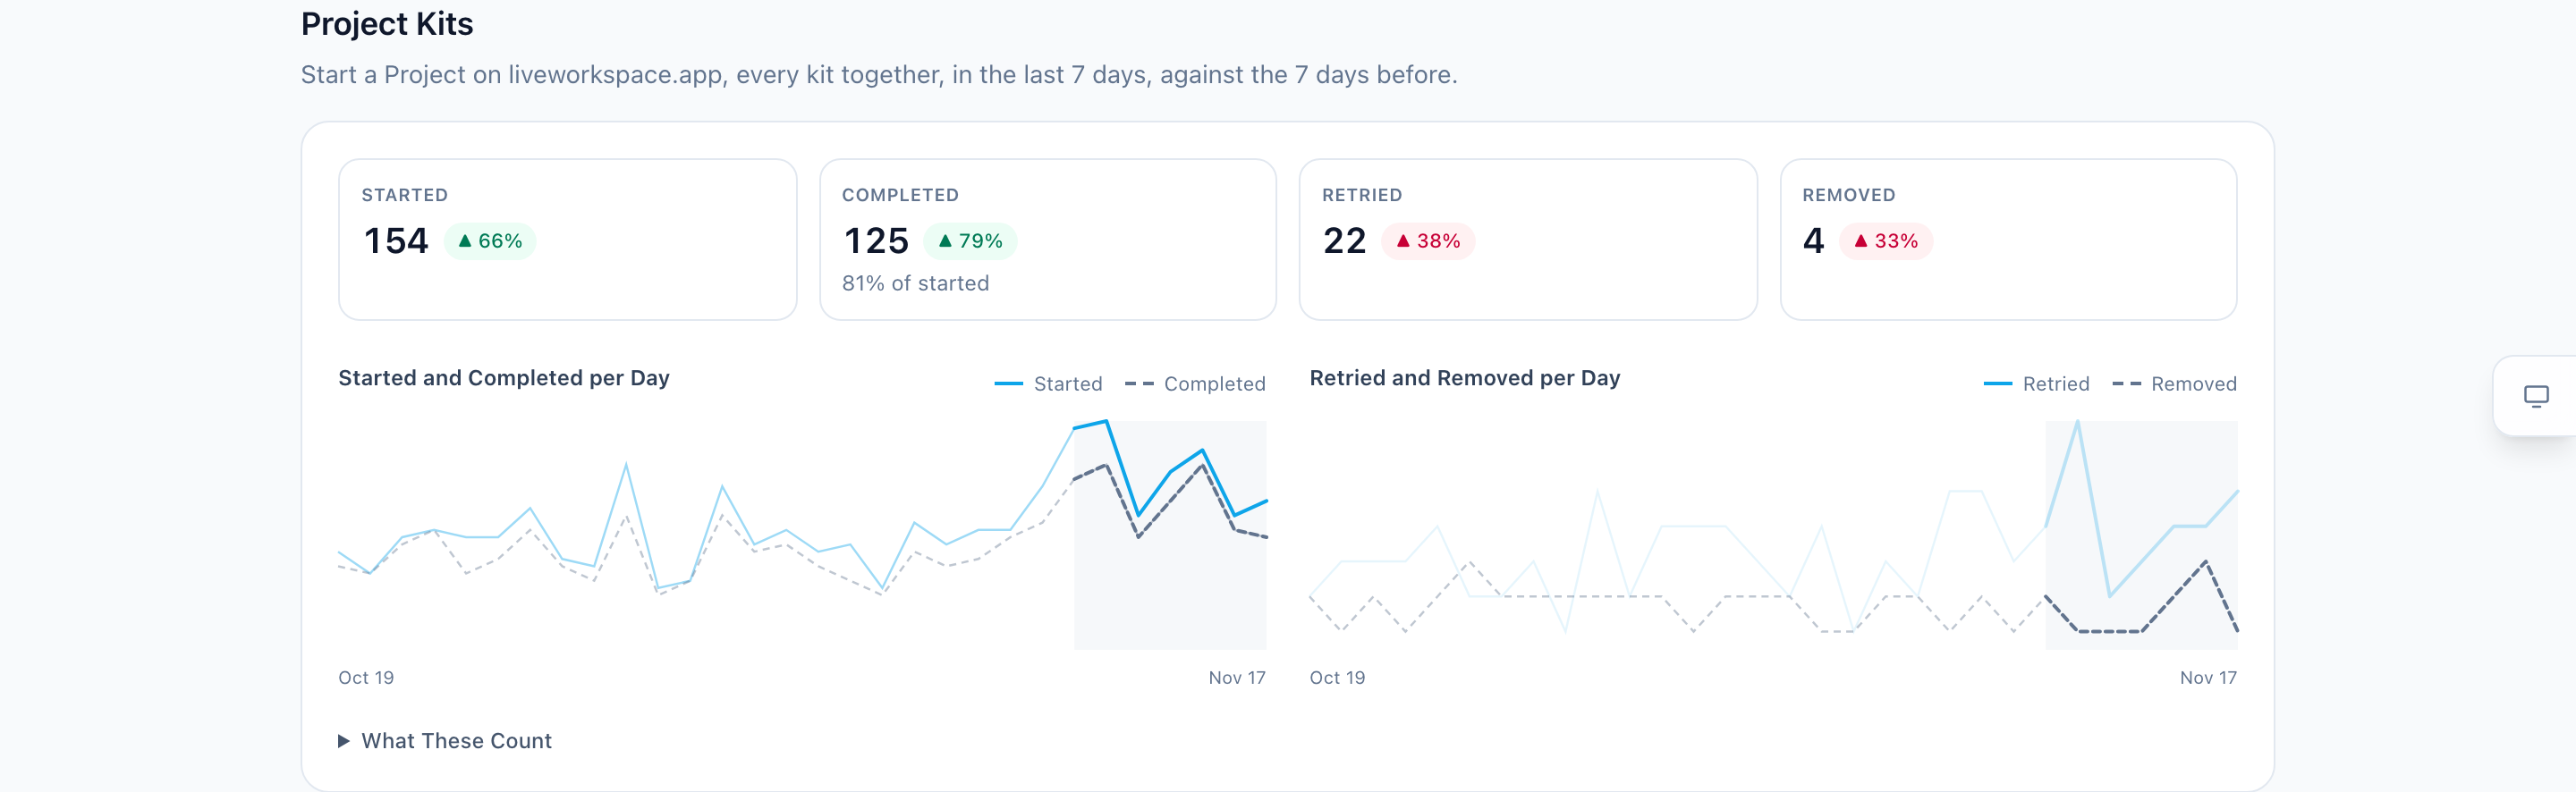 Project Kits
Start a Project on liveworkspace.app, every kit together, in the last 7 days, against the 7 days before.
STARTED
154 ▲ 66%
COMPLETED
125 ▲ 79%
81% of started
RETRIED
22 ▲ 38%
REMOVED
4 ▲ 33%
Started and Completed per Day
Started
Completed
Oct 19
Nov 17
Retried and Removed per Day
Retried
Removed
Oct 19
Nov 17
▶ What These Count